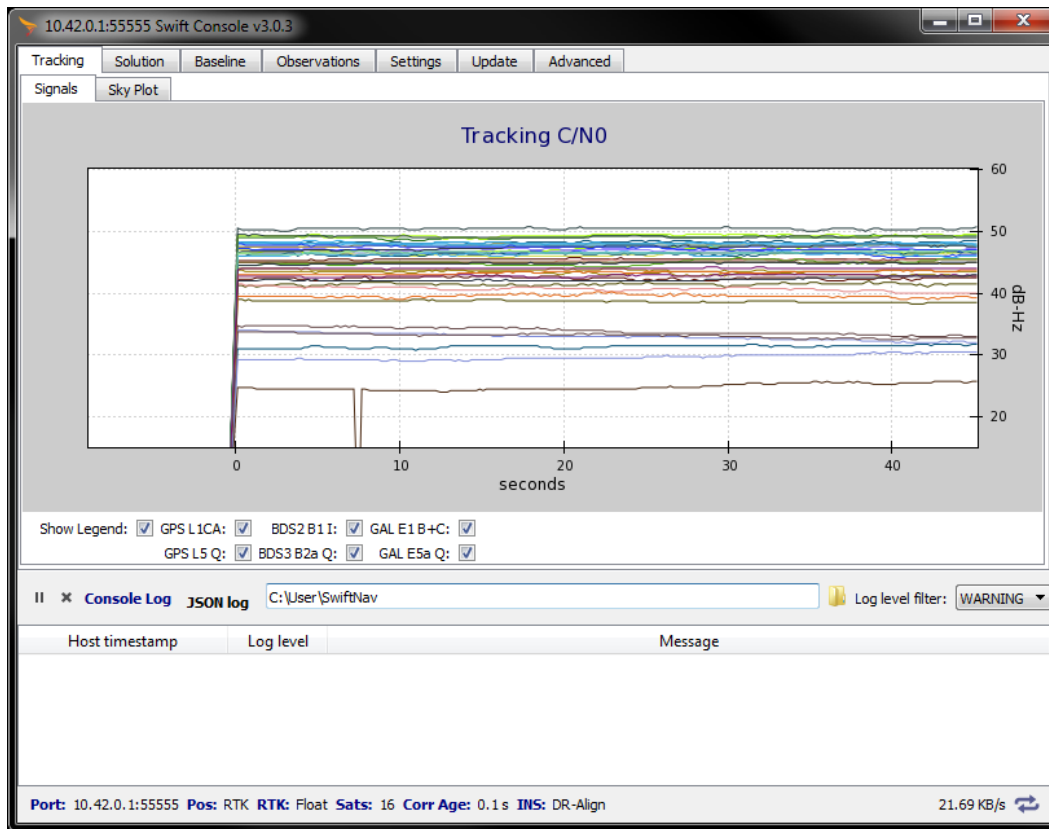 10.42.0.1:55555 Swift Console v3.0.3
Tracking Solution Baseline Observations Settings Update Advanced
Signals Sky Plot
Tracking C/N0
60
50
40
30
20
dB-Hz
0 10 20 30 40
seconds
Show Legend: GPS L1CA: BDS2 B1 I: GAL E1 B+C:
GPS L5 Q: BDS3 B2a Q: GAL E5a Q:
Console Log JSON log C:\User\SwiftNav Log level filter: WARNING
Host timestamp Log level Message
Port: 10.42.0.1:55555 Pos: RTK RTK: Float Sats: 16 Corr Age: 0.1 s INS: DR-Align 21.69 KB/s